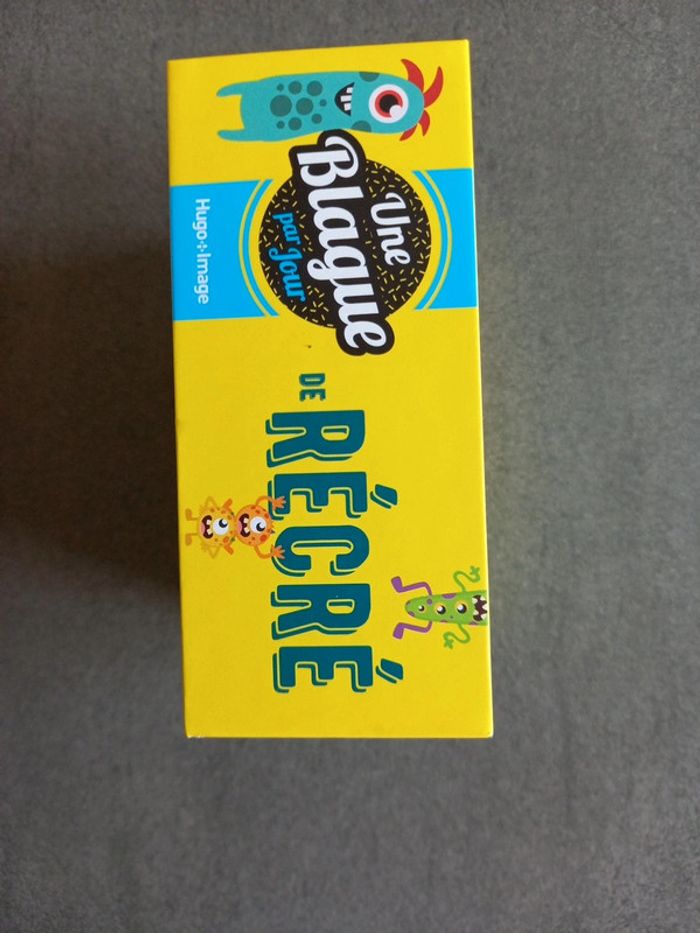 Une
Blague
par Jour
Hugo+Image
DE
RÉCRÉ